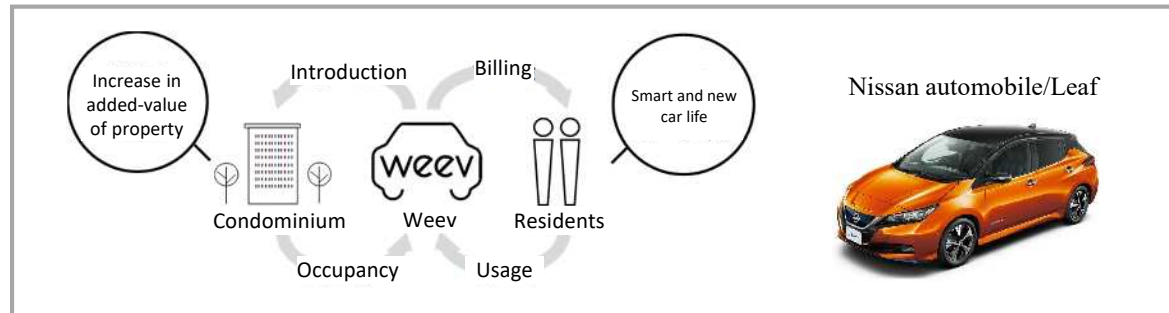 Increase in
added-value
of property
Introduction
Billing
Smart and new
car life
Nissan automobile/Leaf
weev
Condominium
Weev
Residents
Occupancy
Usage